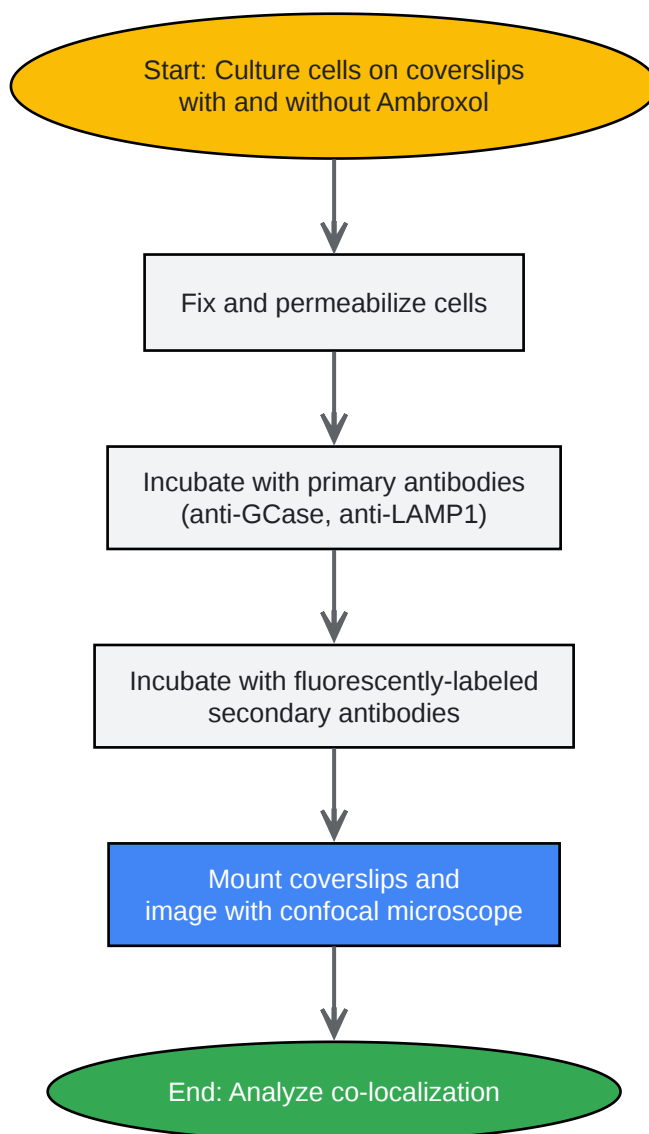 Start: Culture cells on coverslips
with and without Ambroxol
Fix and permeabilize cells
Incubate with primary antibodies
(anti-GCase, anti-LAMP1)
Incubate with fluorescently-labeled
secondary antibodies
Mount coverslips and
image with confocal microscope
End: Analyze co-localization